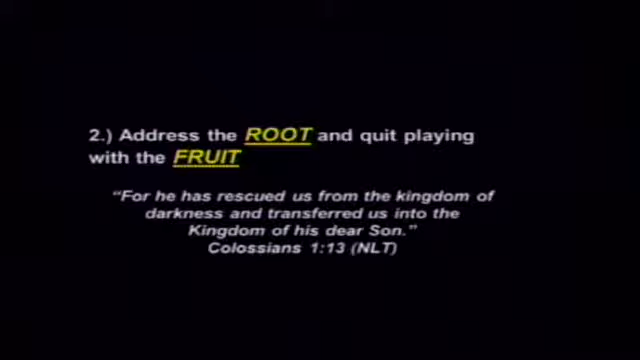 2.) Address the ROOT and quit playing
with the FRUIT
“For he has rescued us from the kingdom of
darkness and transferred us into the
Kingdom of his dear Son.”
Colossians 1:13 (NLT)